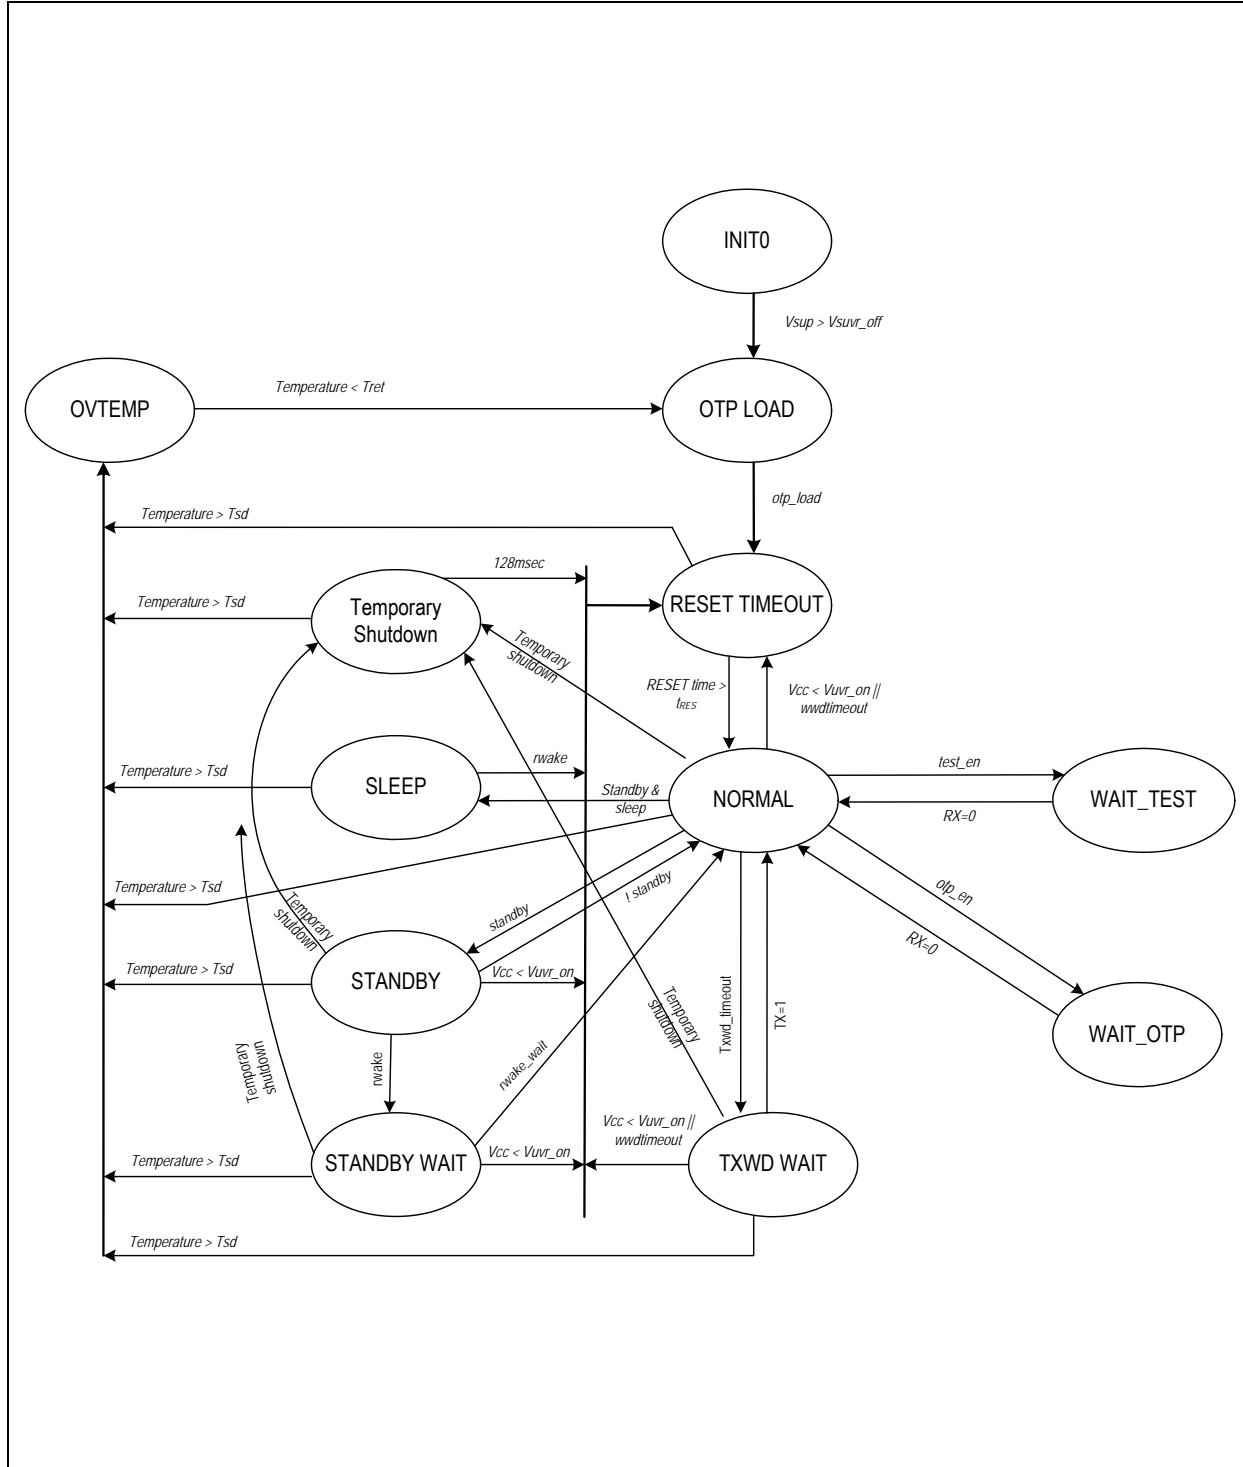 INIT0
Vsup > Vsuvr_off
OVTEMP
Temperature < Tret
OTP LOAD
otp_load
Temperature > Tsd
128msec
Temporary
Shutdown
Temperature > Tsd
RESET TIMEOUT
Temporary
shutdown
RESET time >
tRES
Vcc < Vuvr_on ||
wwdtimeout
Temperature > Tsd
SLEEP
rwake
Standby &
sleep
NORMAL
test_en
RX=0
WAIT_TEST
Temperature > Tsd
Temporary
shutdown
standby
! standby
otp_en
RX=0
Temperature > Tsd
STANDBY
Vcc < Vuvr_on
Temporary
shutdown
Txwd_timeout
TX=1
WAIT_OTP
Temporary
shutdown
rwake
rwake_wait
Vcc < Vuvr_on ||
wwdtimeout
Temperature > Tsd
STANDBY WAIT
Vcc < Vuvr_on
TXWD WAIT
Temperature > Tsd